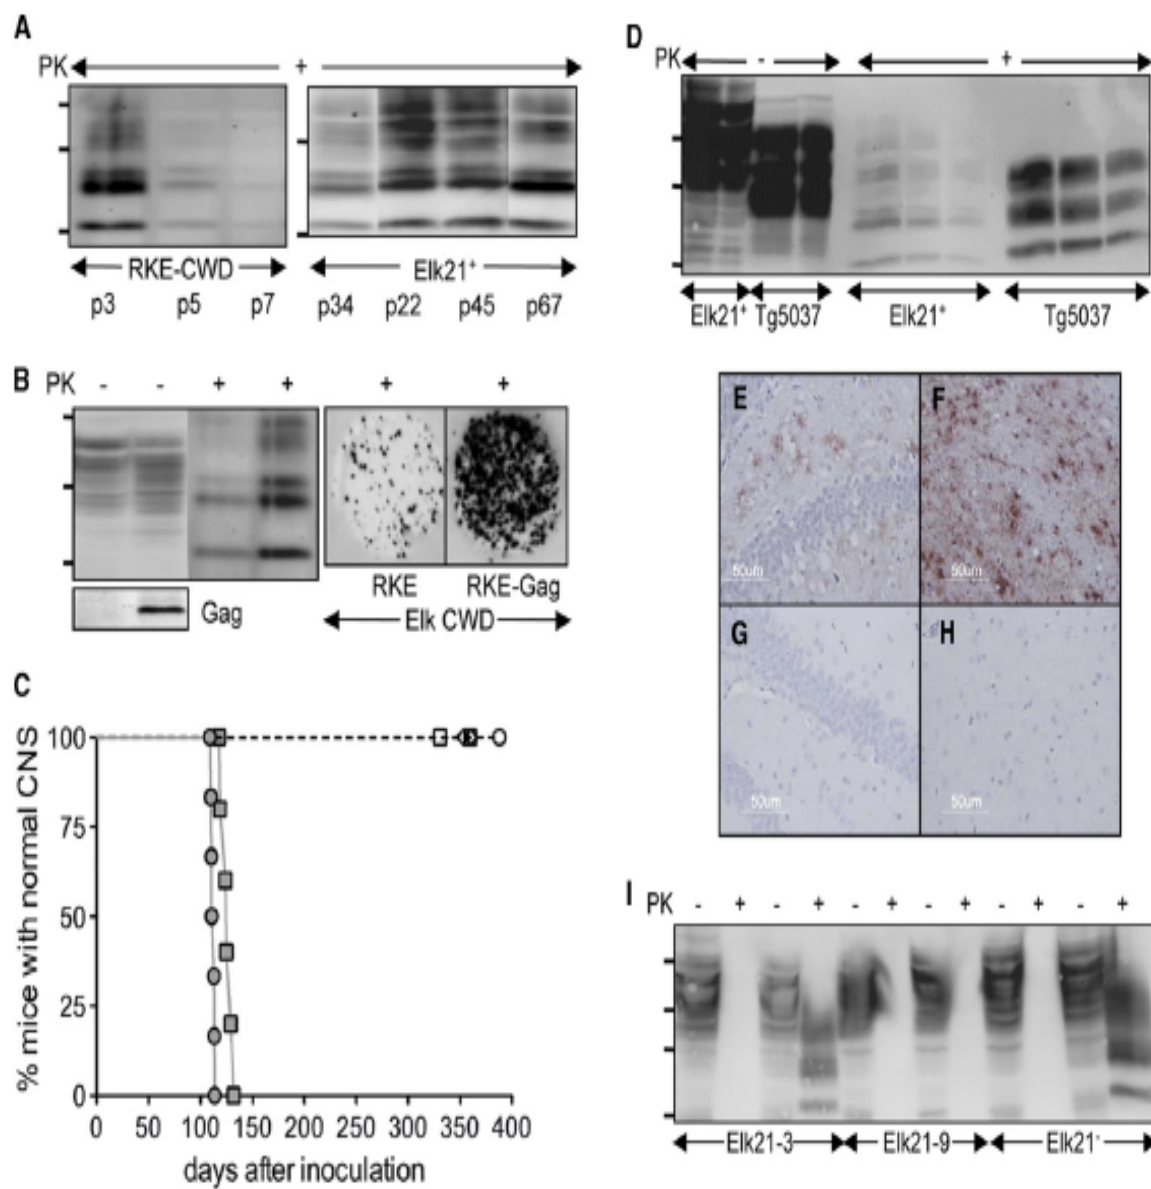 A
PK + 
RKE-CWD Elk21+
p3 p5 p7 p34 p22 p45 p67
B
PK - - + + + +
RKE RKE-Gag
Gag
Elk CWD
C
% mice with normal CNS
100
75
50
25
0
0 50 100 150 200 250 300 350 400
days after inoculation
D
PK - +
Elk21+ Tg5037 Elk21+ Tg5037
E F
50um 50um
G H
50um 50um
I
PK - + - + - + - + - + - +
Elk21-3 Elk21-9 Elk21-